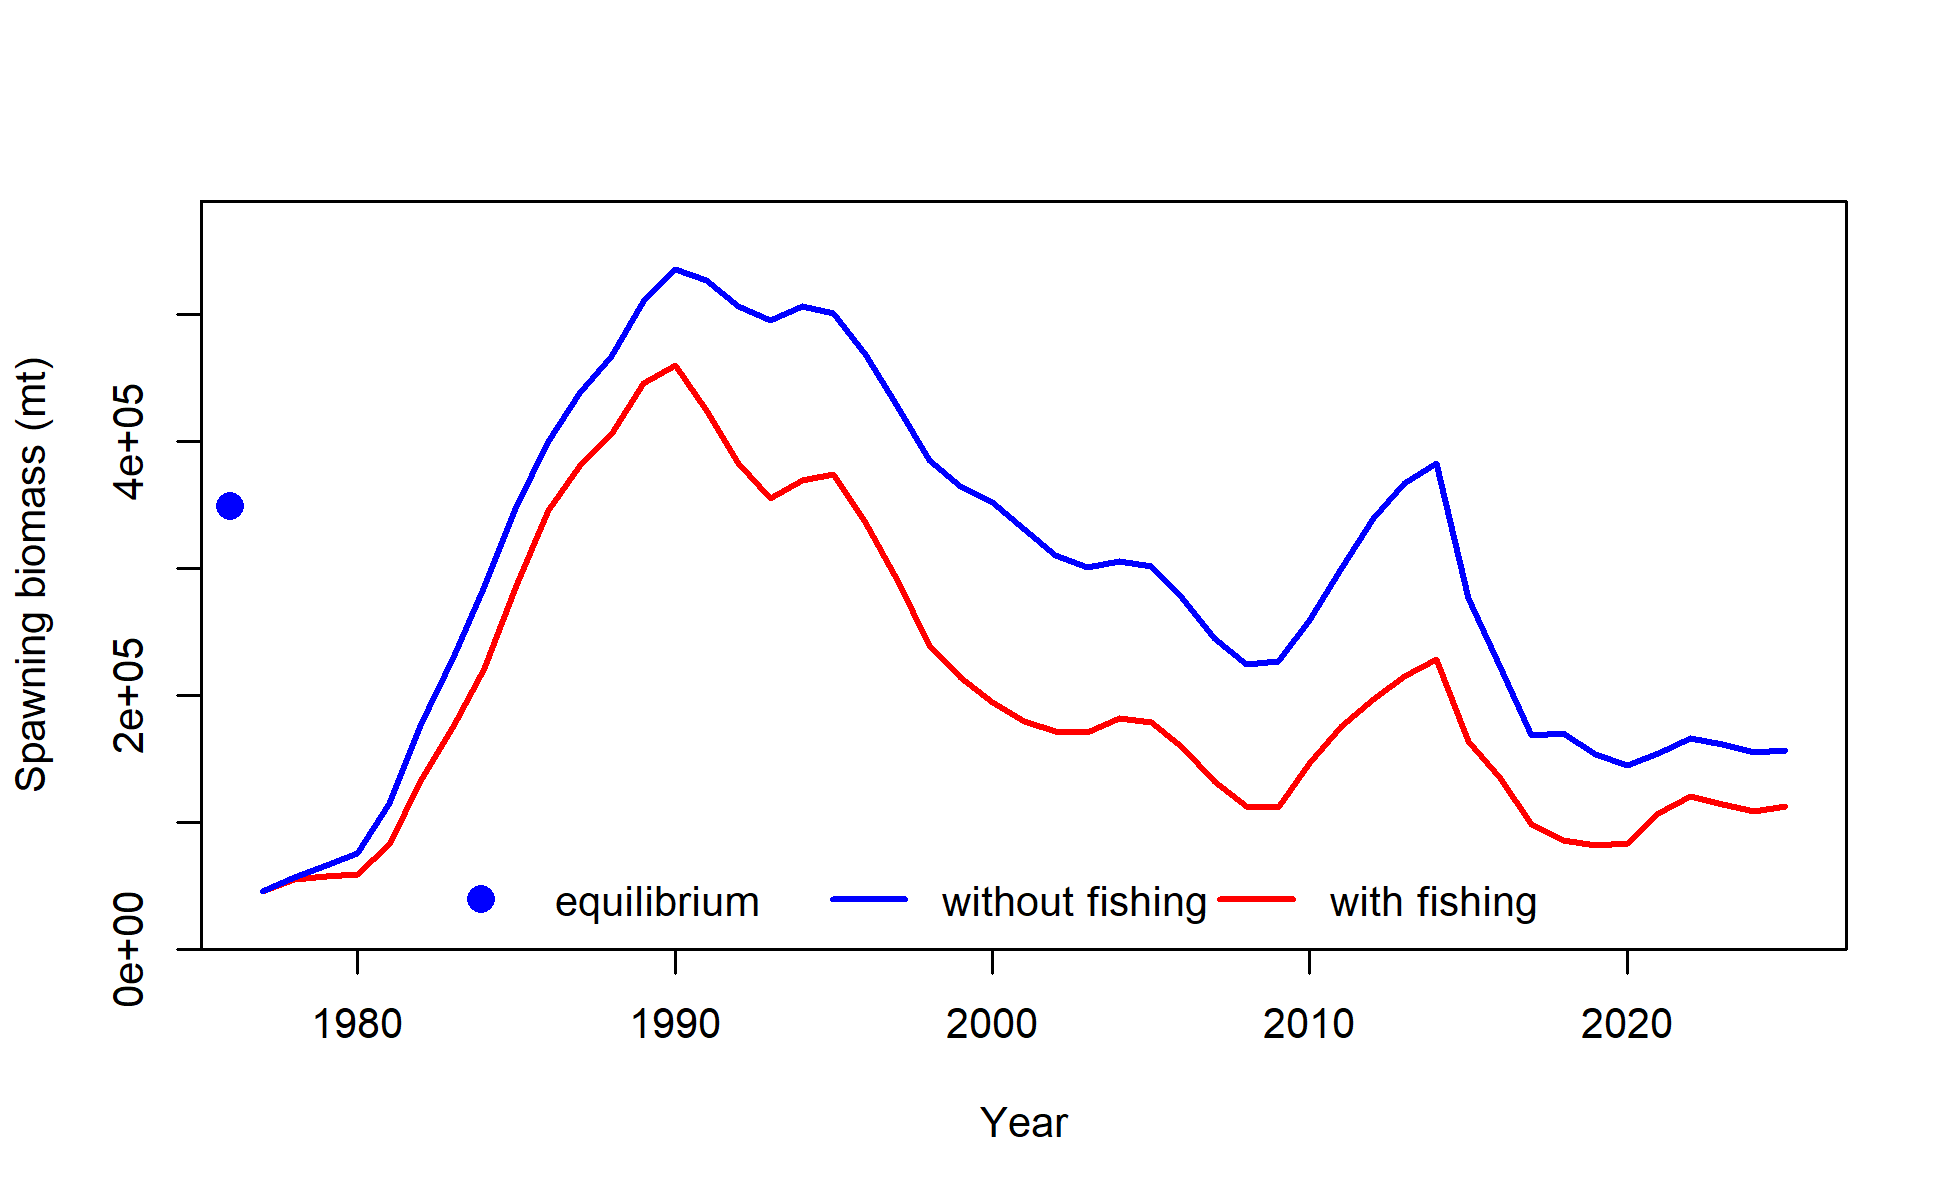 Spawning biomass (mt)
4e+05
2e+05
0e+00
equilibrium without fishing with fishing
1980 1990 2000 2010 2020
Year